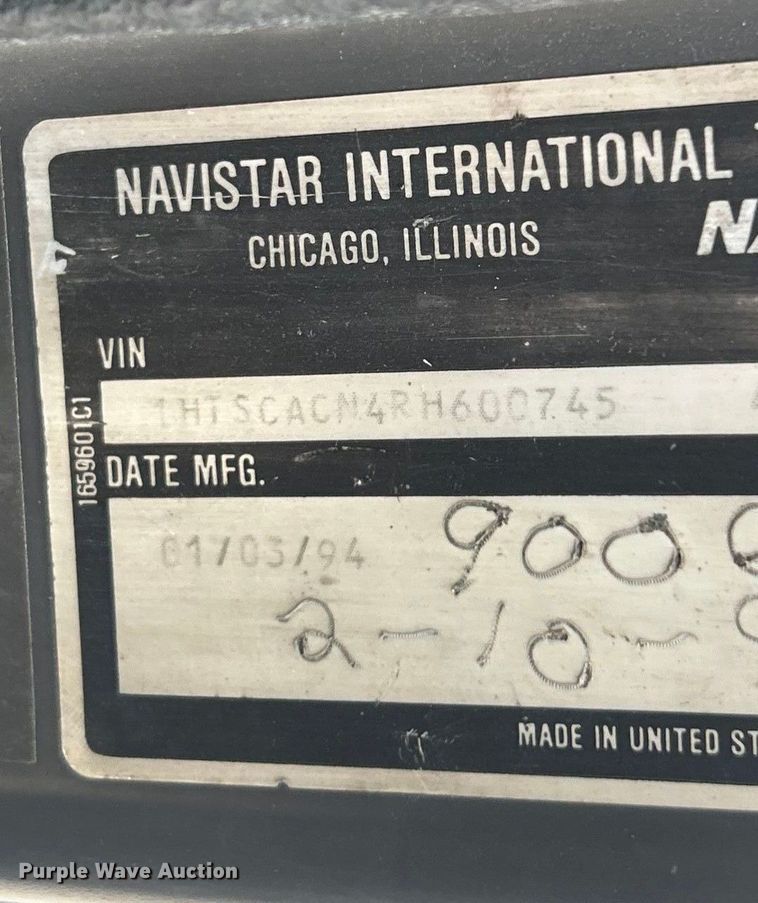 NAVISTAR INTERNATIONAL
CHICAGO, ILLINOIS
VIN
1HTSCACN4RH600745
1659601C1
DATE MFG.
01/03/94 900
2-10-
MADE IN UNITED ST
Purple Wave Auction